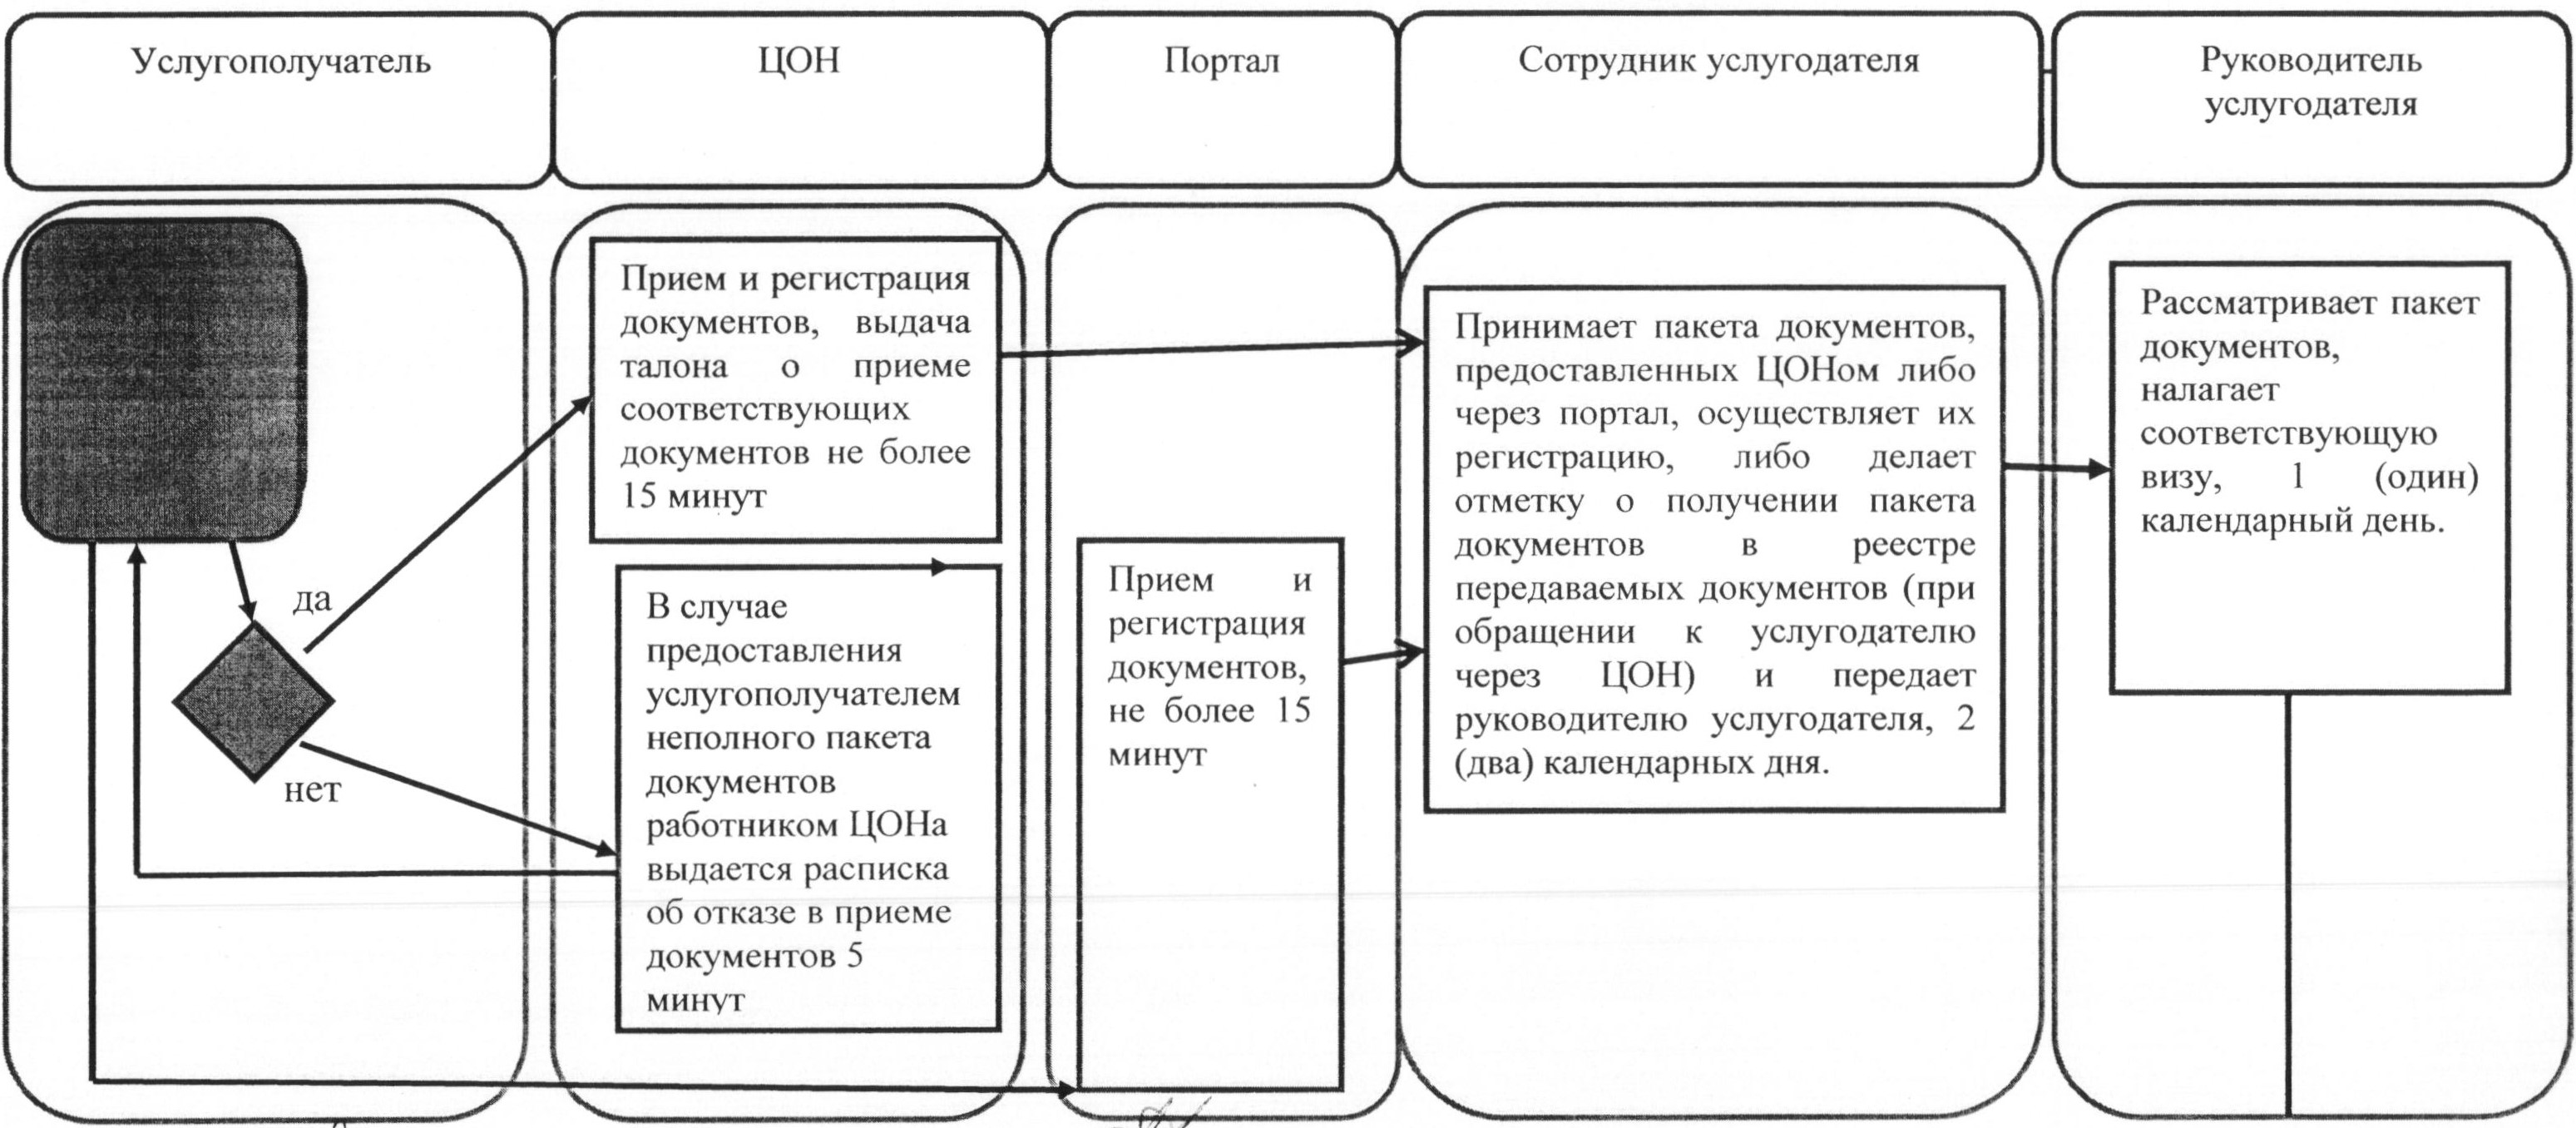 Услугополучатель
ЦОН
Портал
Сотрудник услугодателя
Руководитель
услугодателя
Прием и регистрация
документов, выдача
талона о приеме
соответствующих
документов не более
15 минут
да
нет
В случае
предоставления
услугополучателем
неполного пакета
документов
работником ЦОНа
выдается расписка
об отказе в приеме
документов 5
минут
Прием и
регистрация
документов,
не более 15
минут
Принимает пакета документов,
предоставленных ЦОНом либо
через портал, осуществляет их
регистрацию, либо делает
отметку о получении пакета
документов в реестре
передаваемых документов (при
обращении к услугодателю
через ЦОН) и передает
руководителю услугодателя, 2
(два) календарных дня.
Рассматривает пакет
документов,
налагает
соответствующую
визу, 1 (один)
календарный день.